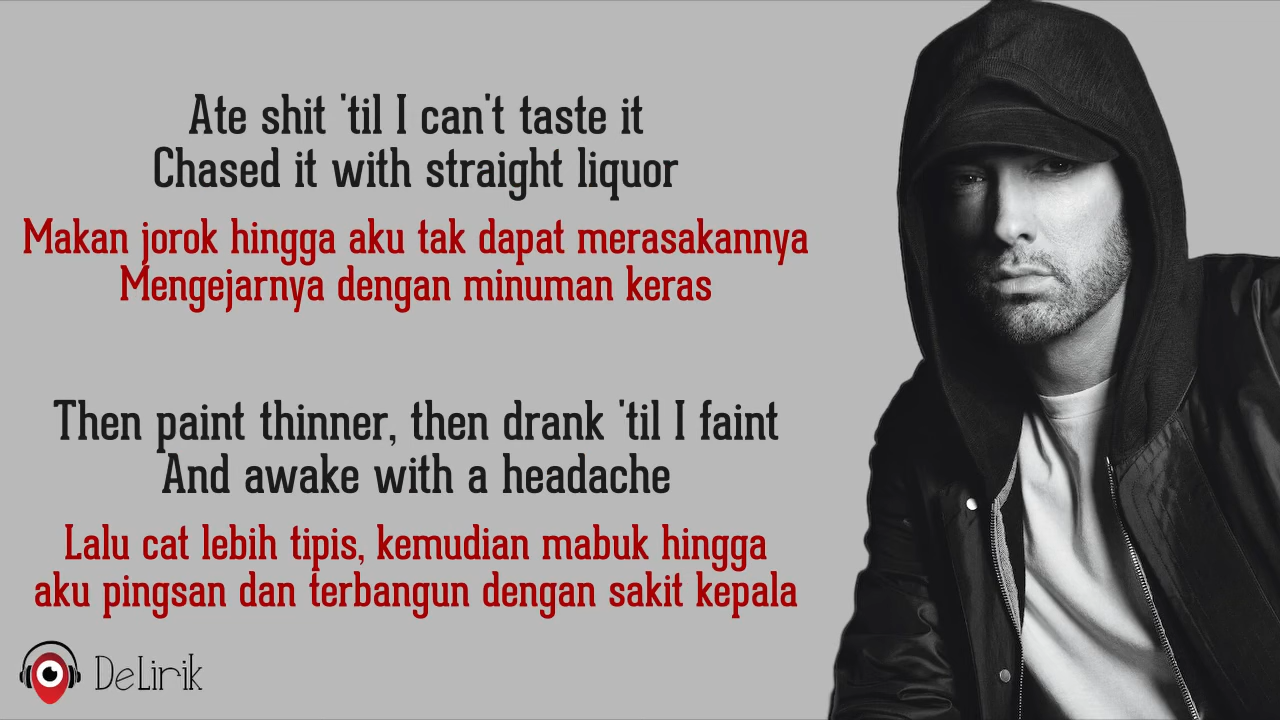 Ate shit 'til I can't taste it
Chased it with straight liquor
Makan jorok hingga aku tak dapat merasakannya
Mengejarnya dengan minuman keras
Then paint thinner, then drank 'til I faint
And awake with a headache
Lalu cat lebih tipis, kemudian mabuk hingga
aku pingsan dan terbangun dengan sakit kepala
DeLirik